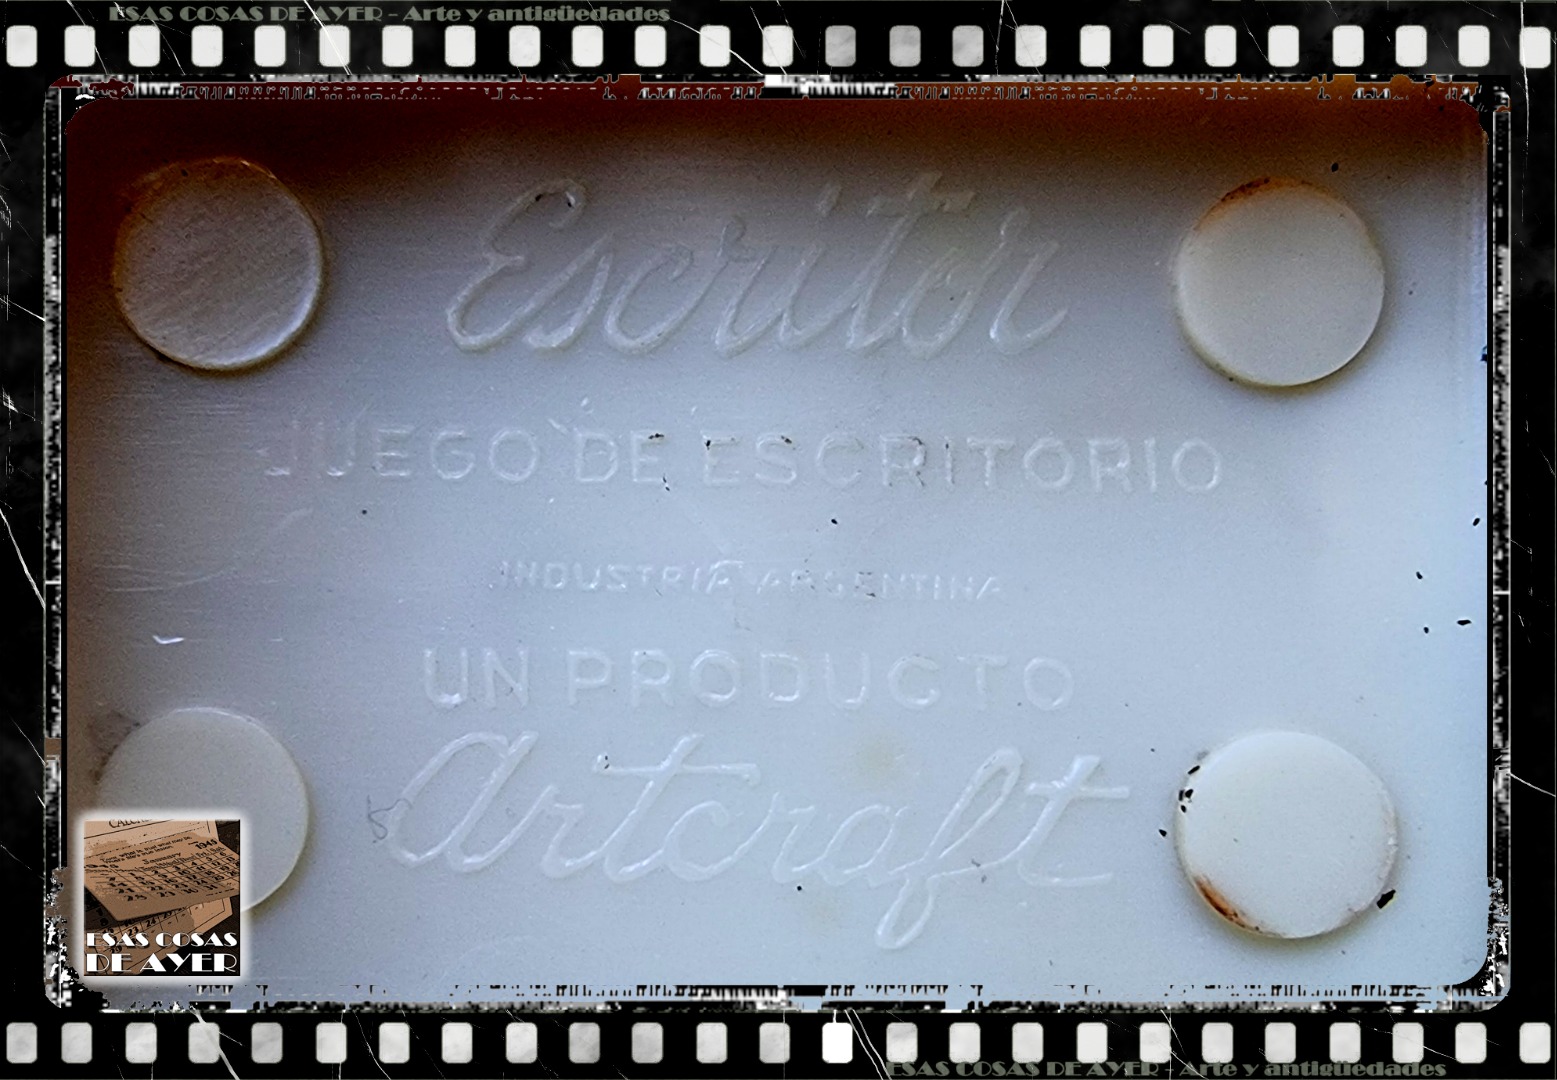 ESAS COSAS DE AYER - Arte y antigüedades
Escritor
JUEGO DE ESCRITORIO
INDUSTRIA ARGENTINA
UN PRODUCTO
Artcraft
ESAS COSAS
DE AYER
ESAS COSAS DE AYER - Arte y antigüedades